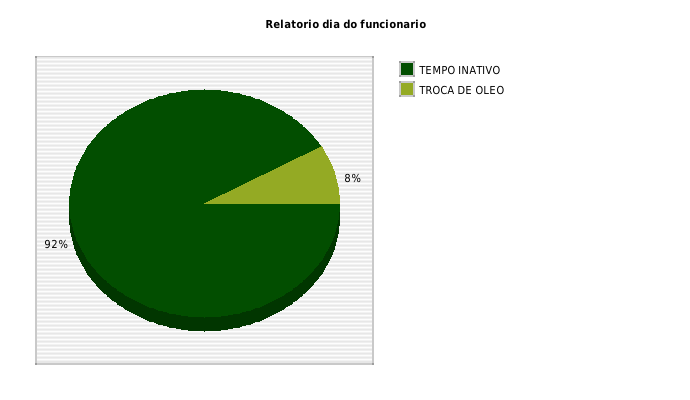 Relatorio dia do funcionario
TEMPO INATIVO
TROCA DE OLEO
8%
92%